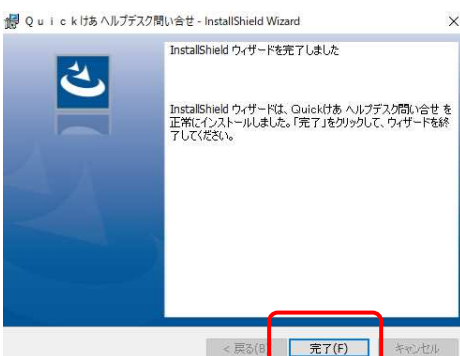 Ｑｕｉｃｋけあ ヘルプデスク問い合せ - InstallShield Wizard
InstallShield ウィザードを完了しました
InstallShield ウィザードは、Quickけあ ヘルプデスク問い合せ を
正常にインストールしました。「完了」をクリックして、ウィザードを終
了してください。
< 戻る(B) 完了(F) キャンセル